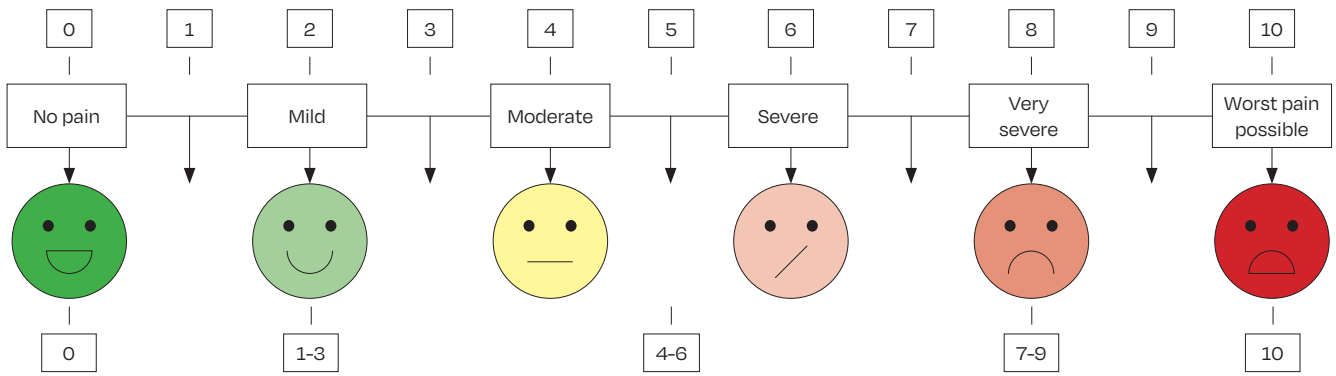 0 1 2 3 4 5 6 7 8 9 10
No pain
Mild
Moderate
Severe
Very
severe
Worst pain
possible
0 1-3 4-6 7-9 10